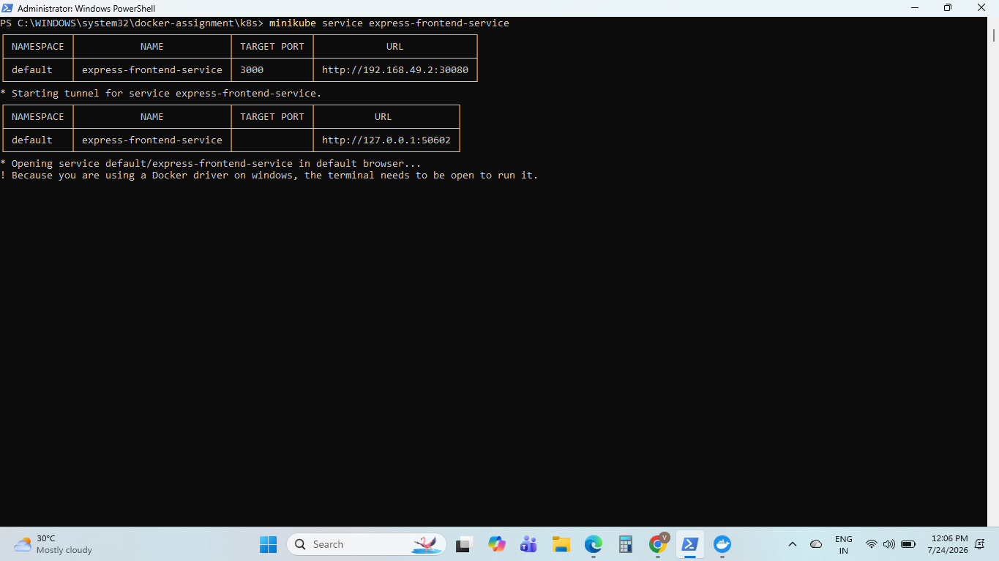 Administrator: Windows PowerShell
PS C:\WINDOWS\system32\docker-assignment\k8s> minikube service express-frontend-service
NAMESPACE NAME TARGET PORT URL
default express-frontend-service 3000 http://192.168.49.2:30080
* Starting tunnel for service express-frontend-service.
NAMESPACE NAME TARGET PORT URL
default express-frontend-service http://127.0.0.1:50602
* Opening service default/express-frontend-service in default browser...
! Because you are using a Docker driver on windows, the terminal needs to be open to run it.
30°C
Mostly cloudy
Search
V
ENG
IN
12:06 PM
7/24/2026